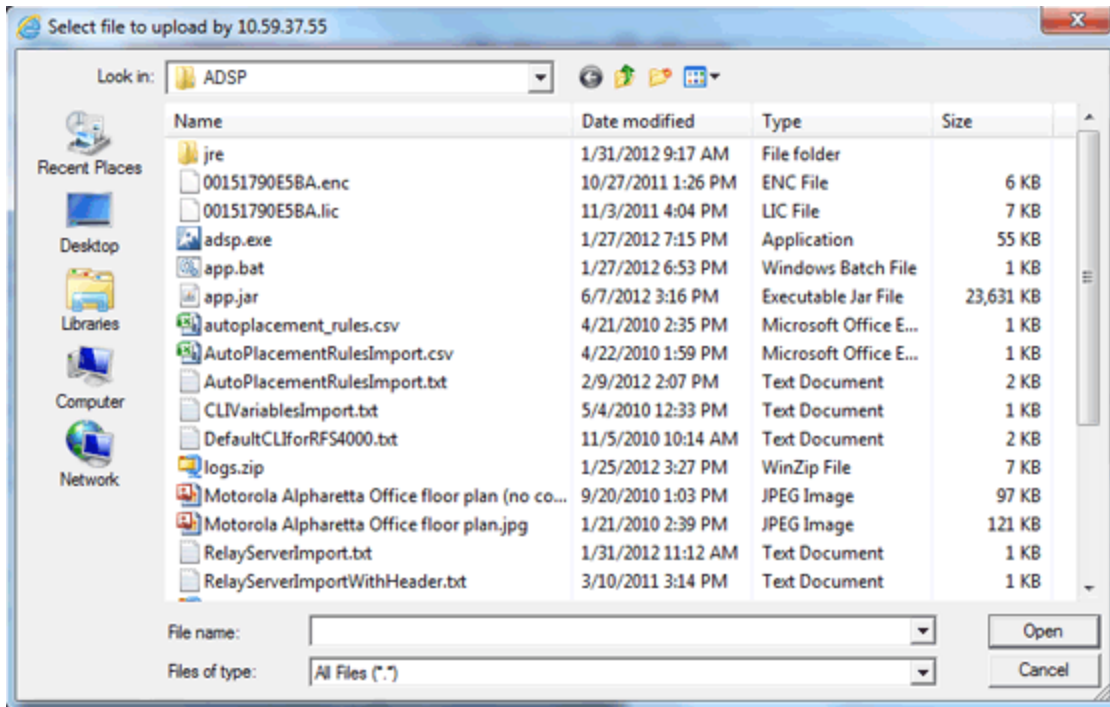 Select file to upload by 10.59.37.55
Look in: ADSP
Name Date modified Type Size
jre 1/31/2012 9:17 AM File folder
00151790E5BA.enc 10/27/2011 1:26 PM ENC File 6 KB
00151790E5BA.lic 11/3/2011 4:04 PM LIC File 7 KB
adsp.exe 1/27/2012 7:15 PM Application 55 KB
app.bat 1/27/2012 6:53 PM Windows Batch File 1 KB
app.jar 6/7/2012 3:16 PM Executable Jar File 23,631 KB
autoplacement_rules.csv 4/21/2010 2:35 PM Microsoft Office E... 1 KB
AutoPlacementRulesImport.csv 4/22/2010 1:59 PM Microsoft Office E... 1 KB
AutoPlacementRulesImport.txt 2/9/2012 2:07 PM Text Document 2 KB
CLIVariablesImport.txt 5/4/2010 12:33 PM Text Document 1 KB
DefaultCLIforRFS4000.txt 11/5/2010 10:14 AM Text Document 2 KB
logs.zip 1/25/2012 3:27 PM WinZip File 7 KB
Motorola Alpharetta Office floor plan (no co... 9/20/2010 1:03 PM JPEG Image 97 KB
Motorola Alpharetta Office floor plan.jpg 1/21/2010 2:39 PM JPEG Image 121 KB
RelayServerImport.txt 1/31/2012 11:12 AM Text Document 1 KB
RelayServerImportWithHeader.txt 3/10/2011 3:14 PM Text Document 1 KB
Recent Places
Desktop
Libraries
Computer
Network
File name: Open
Files of type: All Files (*.*) Cancel